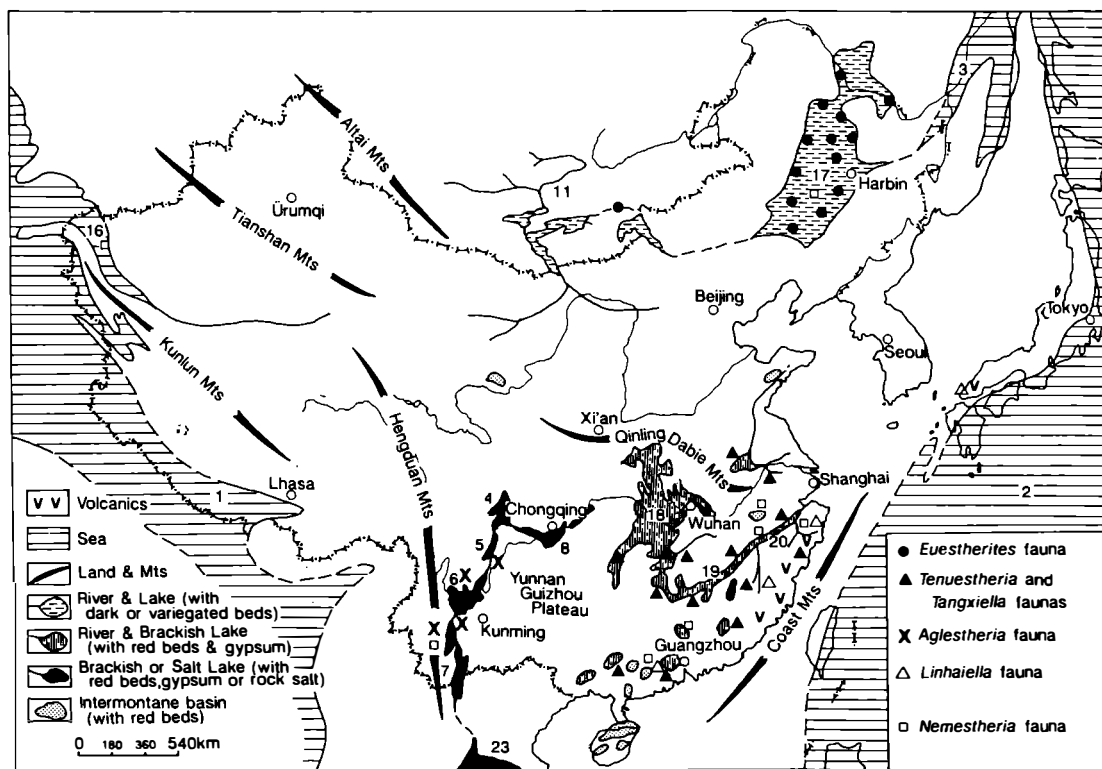 Altai Mts
3
11
17
Harbin
Ürumqi
16
Tianshan Mts
Beijing
Tokyo
Seoul
Kunlun Mts
Hengduan Mts
Xi'an
Qinling Dabie Mts
Shanghai
Lhasa
1
2
4
Chongqing
18
Wuhan
5
8
20
19
6
Yunnan
Guizhou
Plateau
Kunming
Guangzhou
Coast Mts
7
23
V V Volcanics
Sea
Land & Mts
River & Lake (with
dark or variegated beds)
River & Brackish Lake
(with red beds & gypsum)
Brackish or Salt Lake (with
red beds,gypsum or rock salt)
Intermontane basin
(with red beds)
0 180 360 540km
Euestherites fauna
Tenuestheria and
Tangxiella faunas
Aglestheria fauna
Linhaiella fauna
Nemestheria fauna